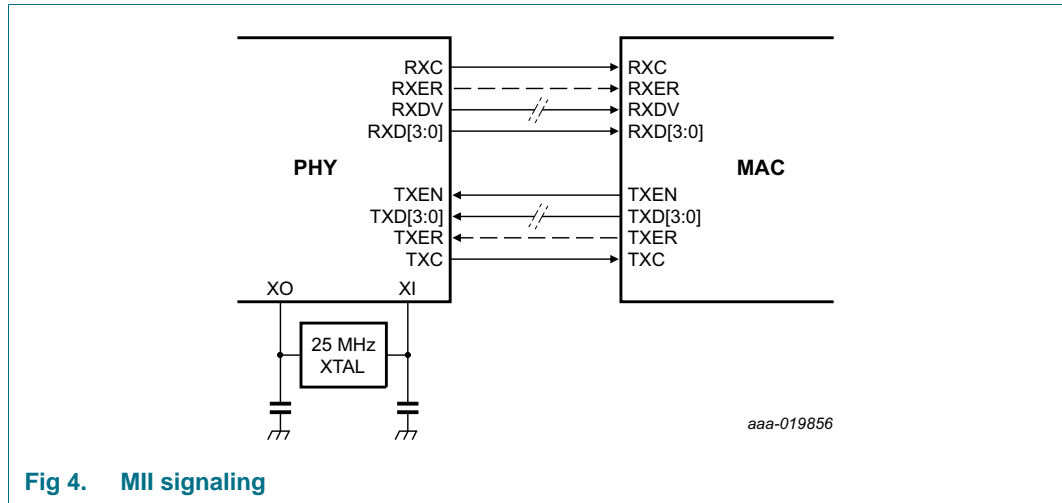 RXC
RXER
RXDV
RXD[3:0]
PHY
TXEN
TXD[3:0]
TXER
TXC
XO XI
25 MHz
XTAL
RXC
RXER
RXDV
RXD[3:0]
MAC
TXEN
TXD[3:0]
TXER
TXC
aaa-019856
Fig 4. MII signaling